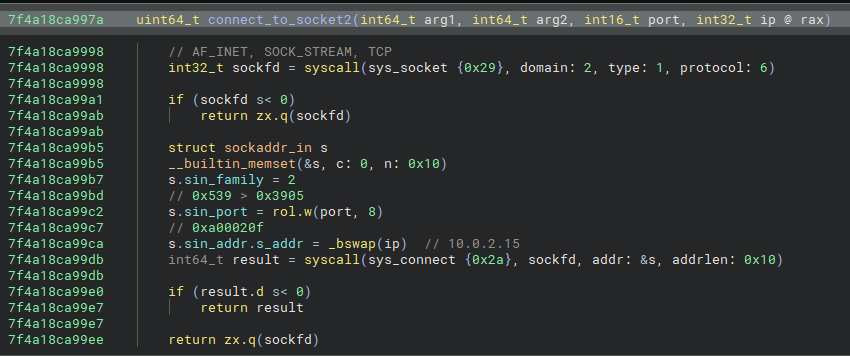 7f4a18ca997a uint64_t connect_to_socket2(int64_t arg1, int64_t arg2, int16_t port, int32_t ip @ rax)
7f4a18ca9998 // AF_INET, SOCK_STREAM, TCP
7f4a18ca9998 int32_t sockfd = syscall(sys_socket {0x29}, domain: 2, type: 1, protocol: 6)
7f4a18ca9998
7f4a18ca99a1 if (sockfd s< 0)
7f4a18ca99ab return zx.q(sockfd)
7f4a18ca99ab
7f4a18ca99b5 struct sockaddr_in s
7f4a18ca99b5 __builtin_memset(&s, c: 0, n: 0x10)
7f4a18ca99b7 s.sin_family = 2
7f4a18ca99bd // 0x539 > 0x3905
7f4a18ca99c2 s.sin_port = rol.w(port, 8)
7f4a18ca99c7 // 0xa00020f
7f4a18ca99ca s.sin_addr.s_addr = _bswap(ip) // 10.0.2.15
7f4a18ca99db int64_t result = syscall(sys_connect {0x2a}, sockfd, addr: &s, addrlen: 0x10)
7f4a18ca99db
7f4a18ca99e0 if (result.d s< 0)
7f4a18ca99e7 return result
7f4a18ca99e7
7f4a18ca99ee return zx.q(sockfd)